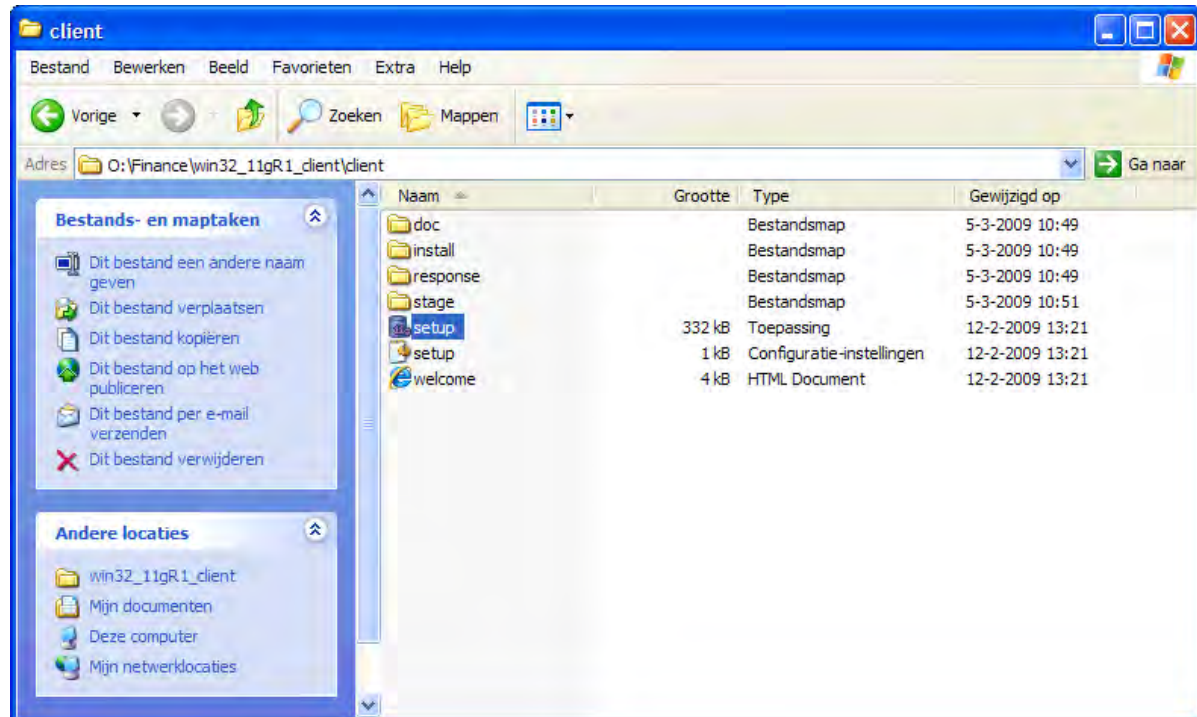 client
Bestand Bewerken Beeld Favorieten Extra Help
Vorige Zoeken Mappen
Adres O:\Finance\win32_11gR1_client\client Ga naar
Naam Grootte Type Gewijzigd op
doc Bestandsmap 5-3-2009 10:49
install Bestandsmap 5-3-2009 10:49
response Bestandsmap 5-3-2009 10:49
stage Bestandsmap 5-3-2009 10:51
setup 332 kB Toepassing 12-2-2009 13:21
setup 1 kB Configuratie-instellingen 12-2-2009 13:21
welcome 4 kB HTML Document 12-2-2009 13:21
Bestands- en maptaken
Dit bestand een andere naam
geven
Dit bestand verplaatsen
Dit bestand kopiëren
Dit bestand op het web
publiceren
Dit bestand per e-mail
verzenden
Dit bestand verwijderen
Andere locaties
win32_11gR1_client
Mijn documenten
Deze computer
Mijn netwerklocaties